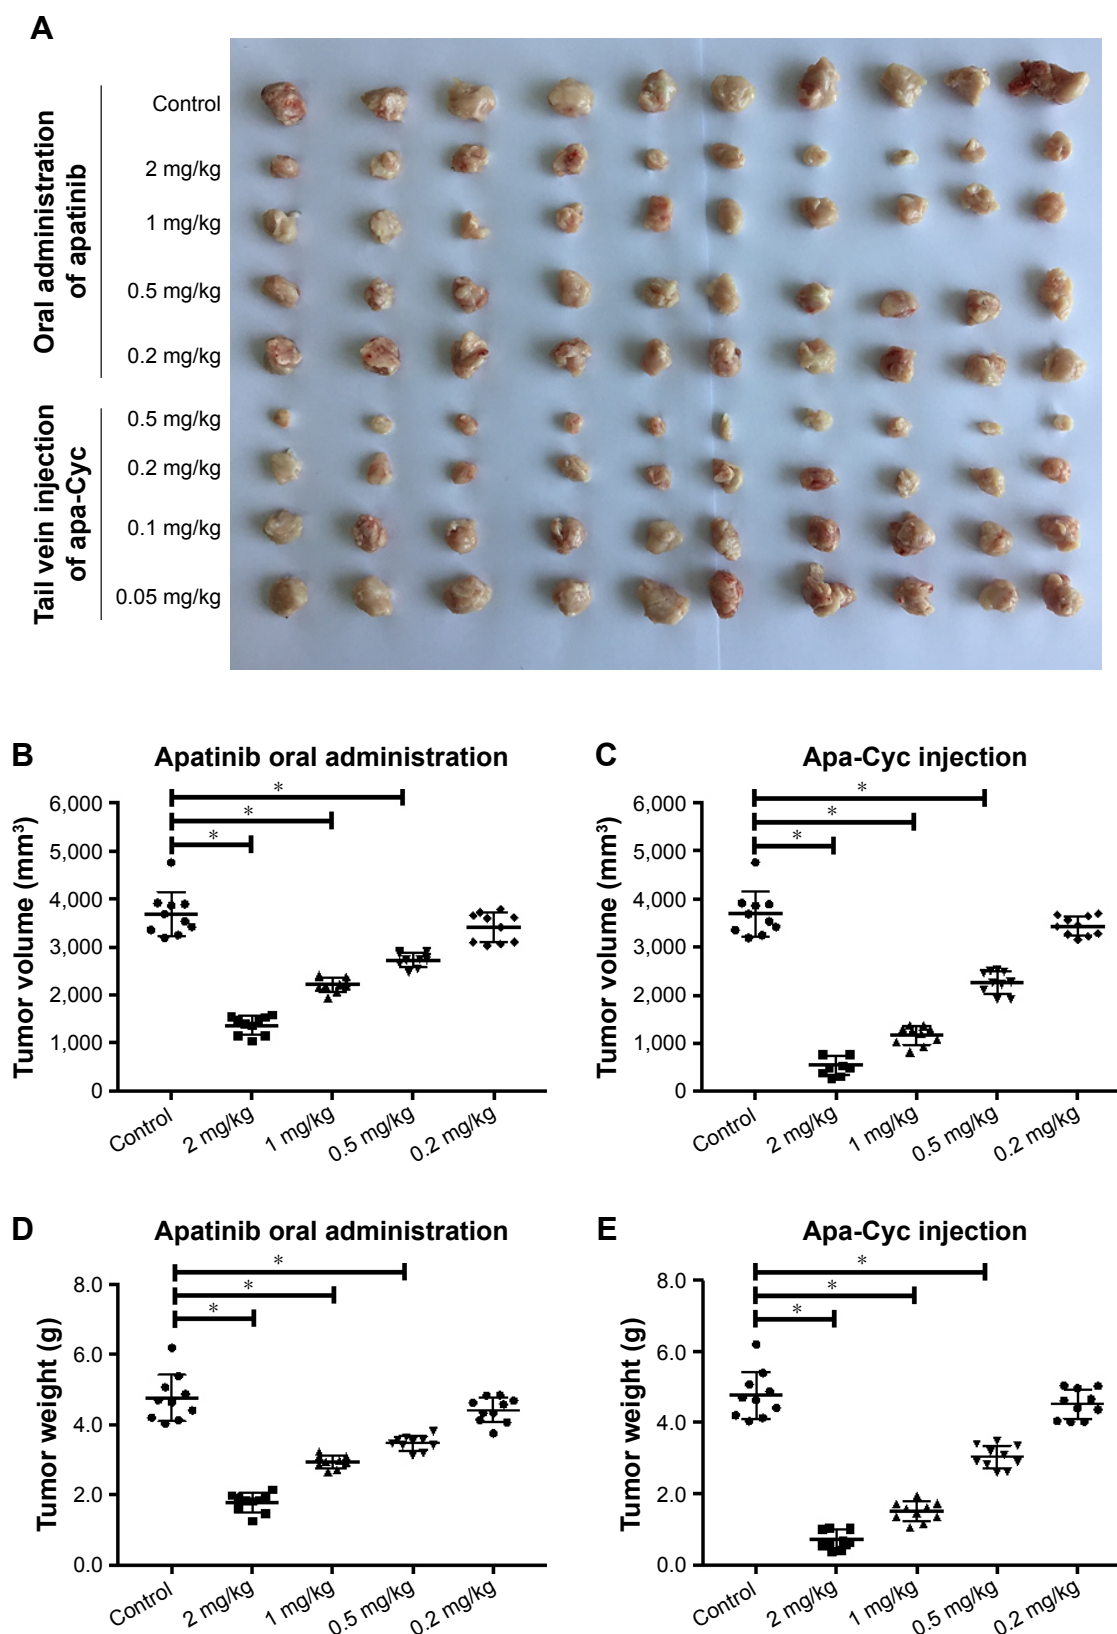 A
Oral administration
of apatinib
Control
2 mg/kg
1 mg/kg
0.5 mg/kg
0.2 mg/kg
Tail vein injection
of apa-Cyc
0.5 mg/kg
0.2 mg/kg
0.1 mg/kg
0.05 mg/kg
B
Apatinib oral administration
Tumor volume (mm³)
6,000
5,000
4,000
3,000
2,000
1,000
0
*
*
*
Control
2 mg/kg
1 mg/kg
0.5 mg/kg
0.2 mg/kg
C
Apa-Cyc injection
Tumor volume (mm³)
6,000
5,000
4,000
3,000
2,000
1,000
0
*
*
*
Control
2 mg/kg
1 mg/kg
0.5 mg/kg
0.2 mg/kg
D
Apatinib oral administration
Tumor weight (g)
8.0
6.0
4.0
2.0
0.0
*
*
*
Control
2 mg/kg
1 mg/kg
0.5 mg/kg
0.2 mg/kg
E
Apa-Cyc injection
Tumor weight (g)
8.0
6.0
4.0
2.0
0.0
*
*
*
Control
2 mg/kg
1 mg/kg
0.5 mg/kg
0.2 mg/kg